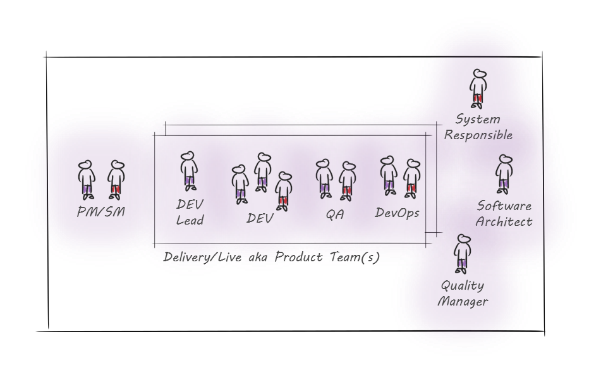 System
Responsible
PM/SM
DEV
Lead
DEV
QA
DevOps
Software
Architect
Delivery/Live aka Product Team(s)
Quality
Manager